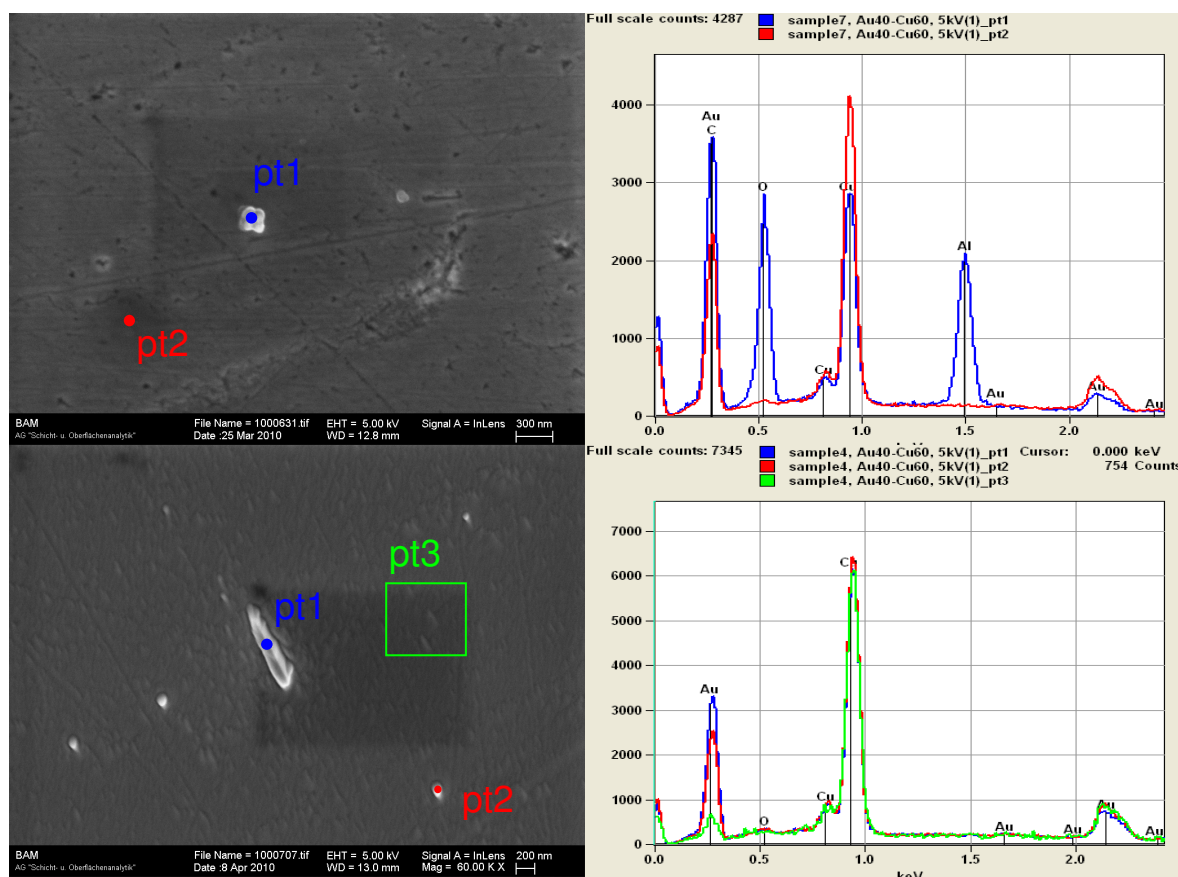 pt1
pt2
BAM
AG "Schicht- u. Oberflächenanalytik"
File Name = 1000631.tif
Date :25 Mar 2010
EHT = 5.00 kV
WD = 12.8 mm
Signal A = InLens
300 nm
Full scale counts: 4287
sample7, Au40-Cu60, 5kV(1)_pt1
sample7, Au40-Cu60, 5kV(1)_pt2
4000
3000
2000
1000
0
Au
C
O
Cu
Cu
Al
Au
Au
Au
0.0 0.5 1.0 1.5 2.0
pt3
pt1
pt2
BAM
AG "Schicht- u. Oberflächenanalytik"
File Name = 1000707.tif
Date :8 Apr 2010
EHT = 5.00 kV
WD = 13.0 mm
Signal A = InLens
Mag = 60.00 K X
200 nm
Full scale counts: 7345
sample4, Au40-Cu60, 5kV(1)_pt1
sample4, Au40-Cu60, 5kV(1)_pt2
sample4, Au40-Cu60, 5kV(1)_pt3
Cursor: 0.000 keV
754 Counts
7000
6000
5000
4000
3000
2000
1000
0
C
Au
Cu
O
Au
Au
Au
Au
0.0 0.5 1.0 1.5 2.0
keV